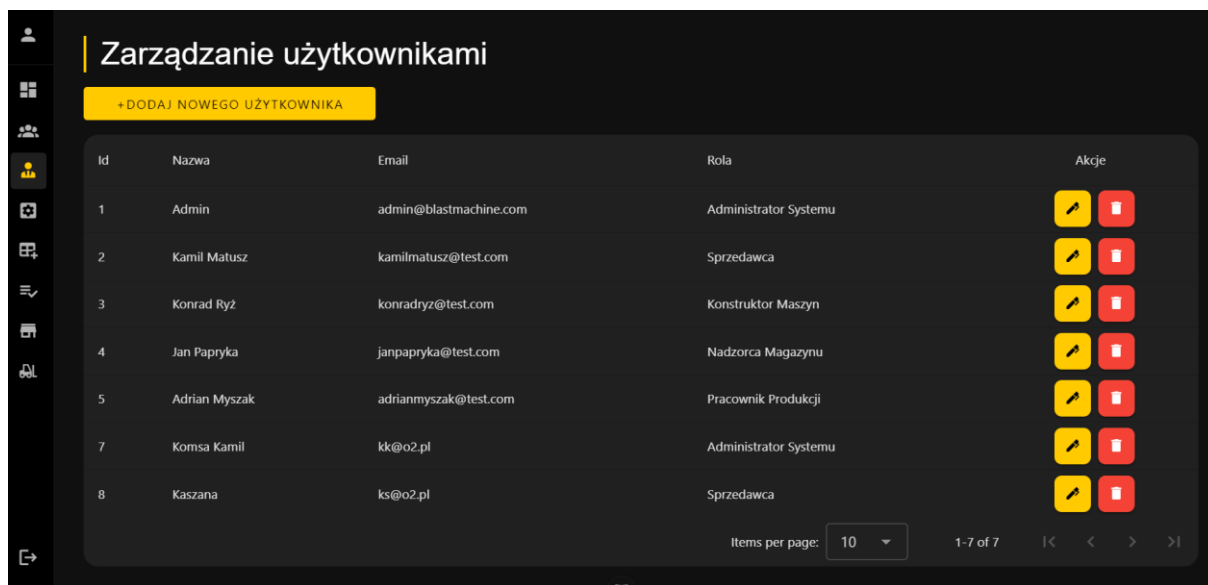 Zarządzanie użytkownikami
+DODAJ NOWEGO UŻYTKOWNIKA
Id Nazwa Email Rola Akcje
1 Admin admin@blastmachine.com Administrator Systemu
2 Kamil Matusz kamilmatusz@test.com Sprzedawca
3 Konrad Ryż konradryz@test.com Konstruktor Maszyn
4 Jan Papryka janpapryka@test.com Nadzorca Magazynu
5 Adrian Myszak adrianmyszak@test.com Pracownik Produkcji
7 Komsa Kamil kk@o2.pl Administrator Systemu
8 Kaszana ks@o2.pl Sprzedawca
Items per page: 10 1-7 of 7